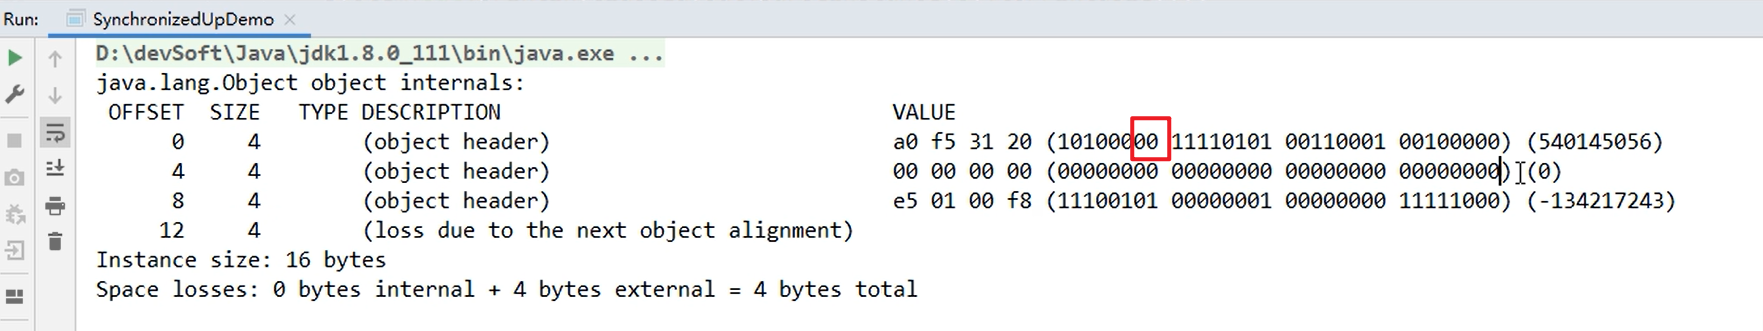 Run: SynchronizedUpDemo
D:\devSoft\Java\jdk1.8.0_111\bin\java.exe ...
java.lang.Object object internals:
OFFSET SIZE TYPE DESCRIPTION VALUE
0 4 (object header) a0 f5 31 20 (10100000 11110101 00110001 00100000) (540145056)
4 4 (object header) 00 00 00 00 (00000000 00000000 00000000 00000000) (0)
8 4 (object header) e5 01 00 f8 (11100101 00000001 00000000 11111000) (-134217243)
12 4 (loss due to the next object alignment)
Instance size: 16 bytes
Space losses: 0 bytes internal + 4 bytes external = 4 bytes total